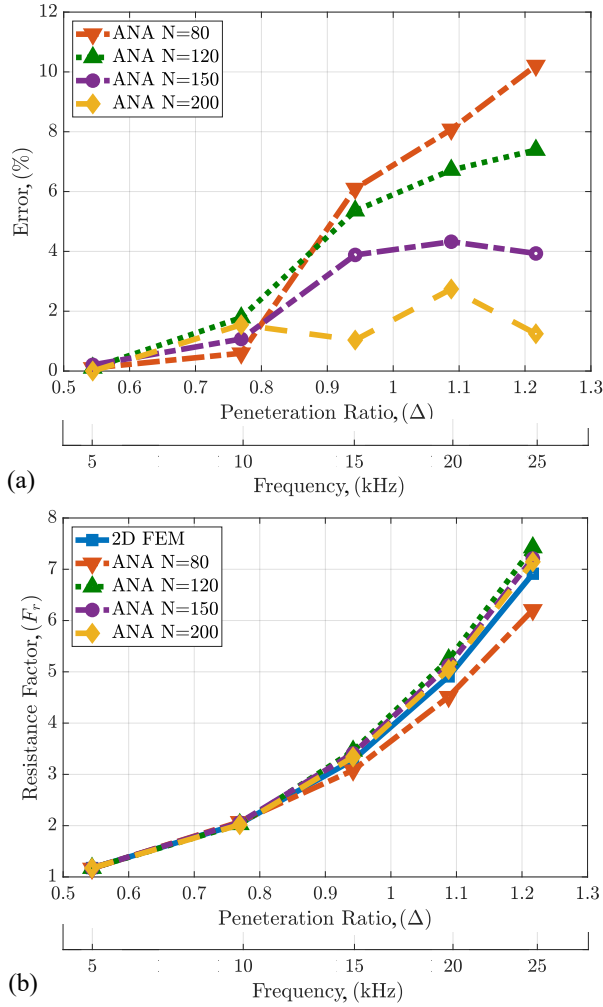 12
10
8
6
4
2
0
Error, (%)
ANA N=80
ANA N=120
ANA N=150
ANA N=200
0.5 0.6 0.7 0.8 0.9 1 1.1 1.2 1.3
Peneteration Ratio, (Δ)
5 10 15 20 25
Frequency, (kHz)
(a)
8
7
6
5
4
3
2
1
Resistance Factor, (Fr)
2D FEM
ANA N=80
ANA N=120
ANA N=150
ANA N=200
0.5 0.6 0.7 0.8 0.9 1 1.1 1.2 1.3
Peneteration Ratio, (Δ)
5 10 15 20 25
Frequency, (kHz)
(b)